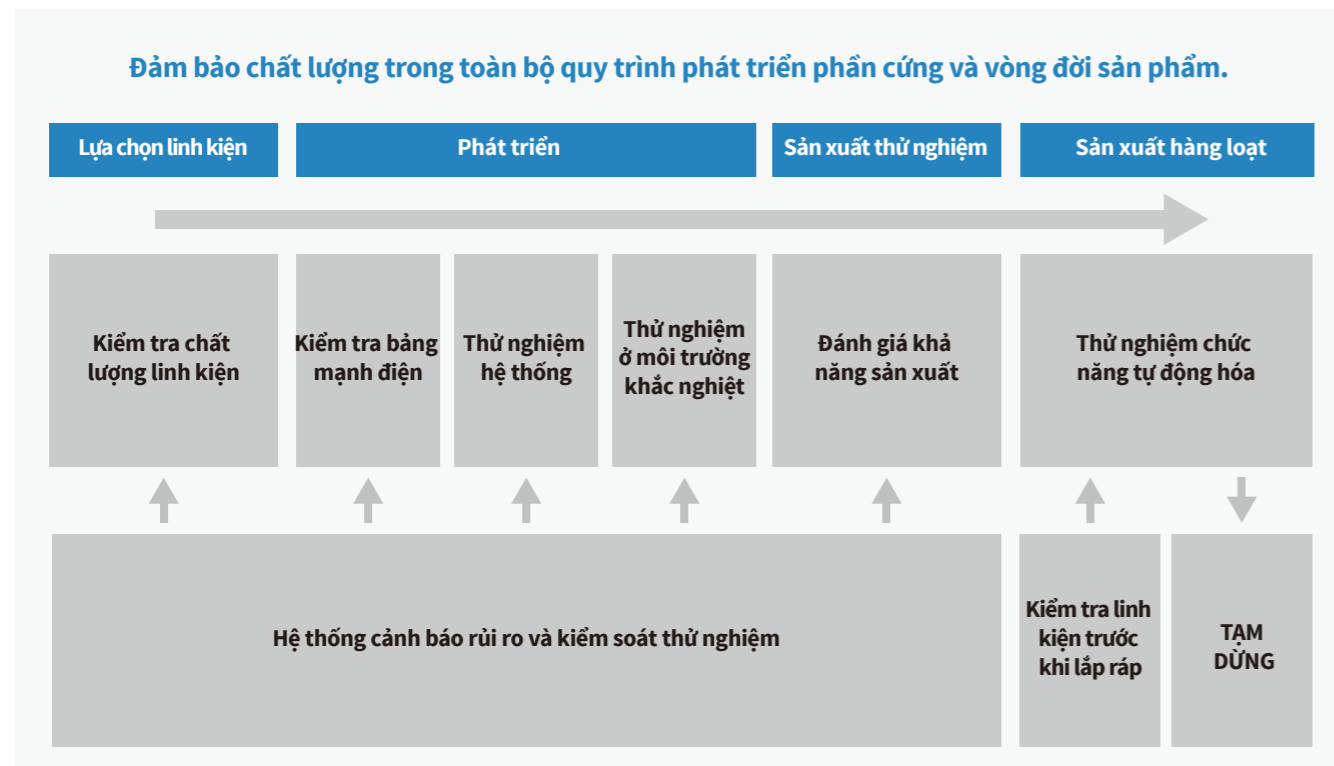 Đảm bảo chất lượng trong toàn bộ quy trình phát triển phần cứng và vòng đời sản phẩm.
Lựa chọn linh kiện
Phát triển
Sản xuất thử nghiệm
Sản xuất hàng loạt
Kiểm tra chất
lượng linh kiện
Kiểm tra bảng
mạnh điện
Thử nghiệm
hệ thống
Thử nghiệm
ở môi trường
khắc nghiệt
Đánh giá khả
năng sản xuất
Thử nghiệm chức
năng tự động hóa
Hệ thống cảnh báo rủi ro và kiểm soát thử nghiệm
Kiểm tra linh
kiện trước
khi lắp ráp
TẠM
DỪNG